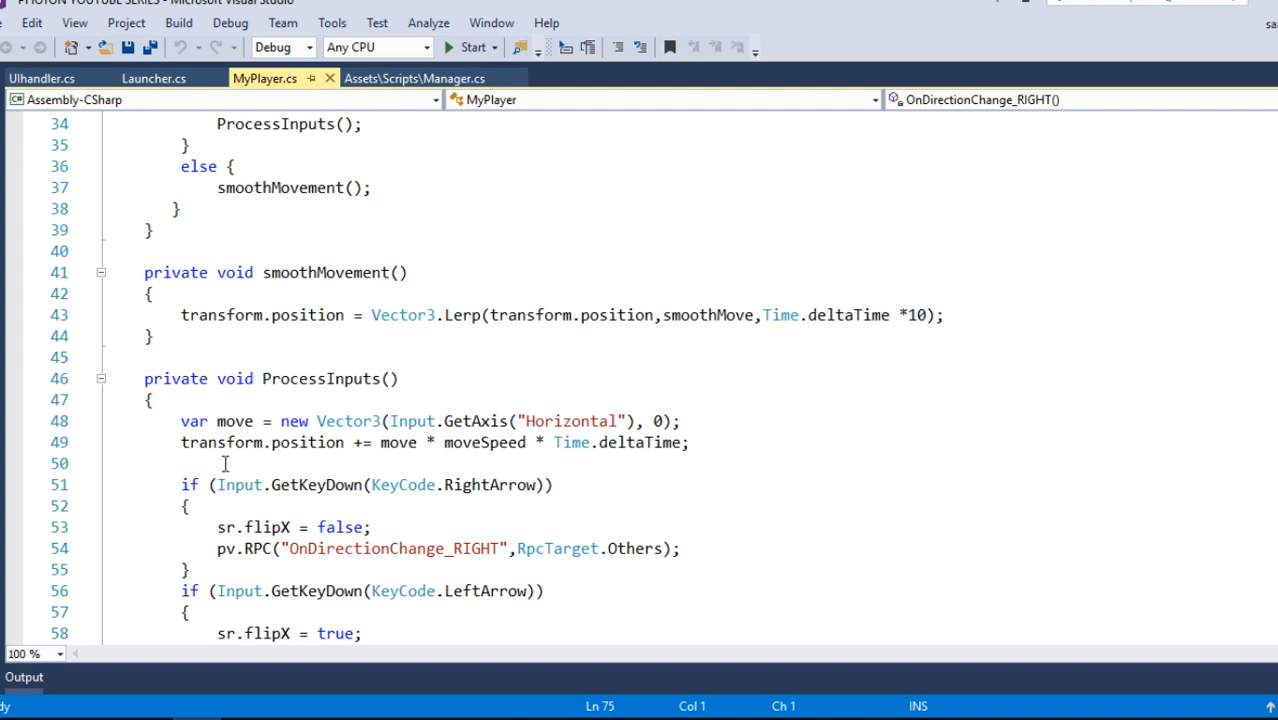 PHOTON YOUTUBE SERIES - Microsoft Visual Studio
Edit View Project Build Debug Team Tools Test Analyze Window Help
sa
Debug Any CPU Start
UIhandler.cs Launcher.cs MyPlayer.cs Assets\Scripts\Manager.cs
Assembly-CSharp MyPlayer OnDirectionChange_RIGHT()
34 ProcessInputs();
35 }
36 else {
37 smoothMovement();
38 }
39 }
40
41 private void smoothMovement()
42 {
43 transform.position = Vector3.Lerp(transform.position,smoothMove,Time.deltaTime *10);
44 }
45
46 private void ProcessInputs()
47 {
48 var move = new Vector3(Input.GetAxis("Horizontal"), 0);
49 transform.position += move * moveSpeed * Time.deltaTime;
50
51 if (Input.GetKeyDown(KeyCode.RightArrow))
52 {
53 sr.flipX = false;
54 pv.RPC("OnDirectionChange_RIGHT",RpcTarget.Others);
55 }
56 if (Input.GetKeyDown(KeyCode.LeftArrow))
57 {
58 sr.flipX = true;
100 %
Output
dy Ln 75 Col 1 Ch 1 INS